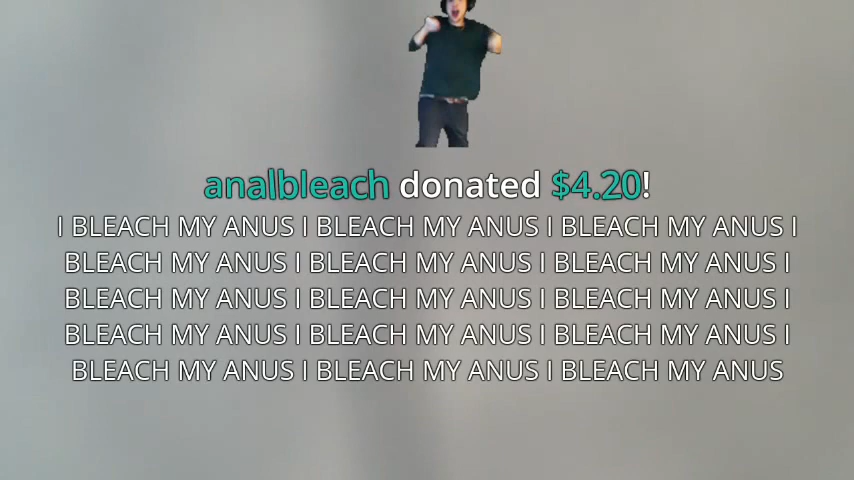 analbleach donated $4.20!
I BLEACH MY ANUS I BLEACH MY ANUS I BLEACH MY ANUS I
BLEACH MY ANUS I BLEACH MY ANUS I BLEACH MY ANUS I
BLEACH MY ANUS I BLEACH MY ANUS I BLEACH MY ANUS I
BLEACH MY ANUS I BLEACH MY ANUS I BLEACH MY ANUS I
BLEACH MY ANUS I BLEACH MY ANUS I BLEACH MY ANUS